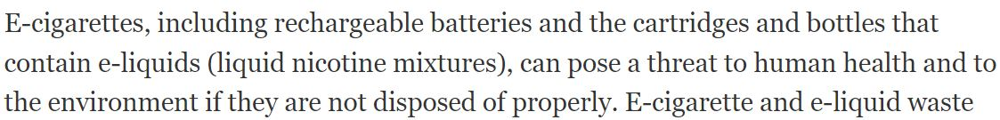 E-cigarettes, including rechargeable batteries and the cartridges and bottles that
contain e-liquids (liquid nicotine mixtures), can pose a threat to human health and to
the environment if they are not disposed of properly. E-cigarette and e-liquid waste